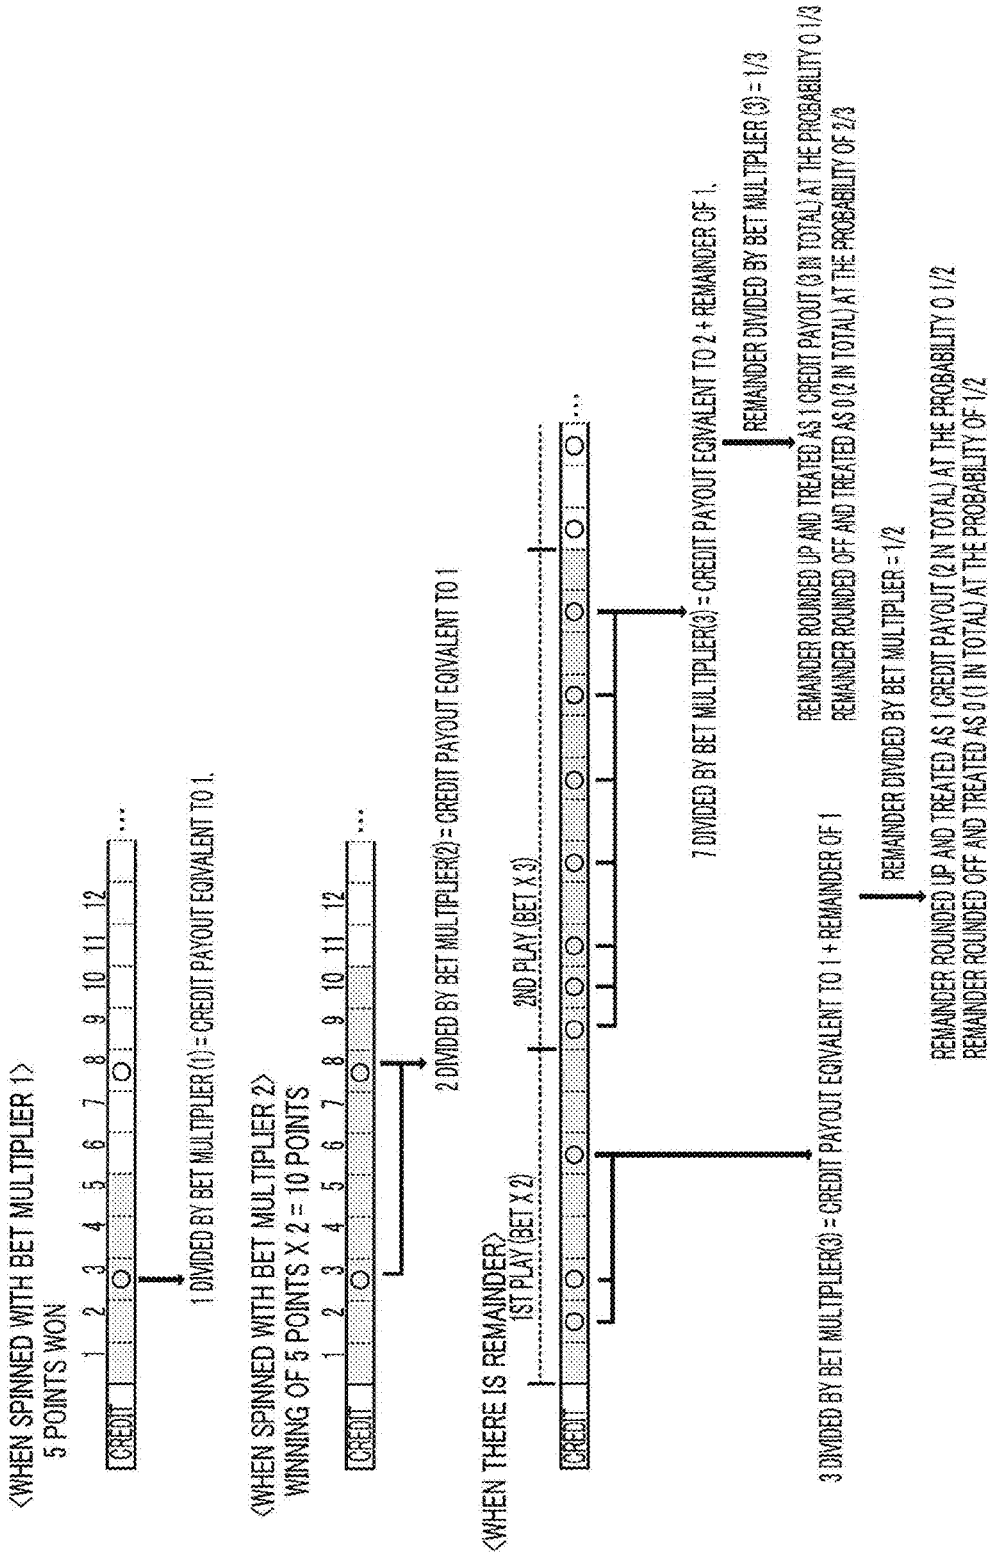 <WHEN SPINNED WITH BET MULTIPLIER 1>
5 POINTS WON
1 2 3 4 5 6 7 8 9 10 11 12
CREDIT ...
1 DIVIDED BY BET MULTIPLIER (1) = CREDIT PAYOUT EQIVALENT TO 1.
<WHEN SPINNED WITH BET MULTIPLIER 2>
WINNING OF 5 POINTS X 2 = 10 POINTS
1 2 3 4 5 6 7 8 9 10 11 12
CREDIT ...
2 DIVIDED BY BET MULTIPLIER(2) = CREDIT PAYOUT EQIVALENT TO 1
<WHEN THERE IS REMAINDER>
1ST PLAY (BET X 2) 2ND PLAY (BET X 3)
CREDIT ...
7 DIVIDED BY BET MULTIPLIER(3) = CREDIT PAYOUT EQIVALENT TO 2 + REMAINDER OF 1.
REMAINDER DIVIDED BY BET MULTIPLIER (3) = 1/3
REMAINDER ROUNDED UP AND TREATED AS 1 CREDIT PAYOUT (3 IN TOTAL) AT THE PROBABILITY O 1/3
REMAINDER ROUNDED OFF AND TREATED AS 0 (2 IN TOTAL) AT THE PROBABILITY OF 2/3
3 DIVIDED BY BET MULTIPLIER(3) = CREDIT PAYOUT EQIVALENT TO 1 + REMAINDER OF 1
REMAINDER DIVIDED BY BET MULTIPLIER = 1/2
REMAINDER ROUNDED UP AND TREATED AS 1 CREDIT PAYOUT (2 IN TOTAL) AT THE PROBABILITY O 1/2
REMAINDER ROUNDED OFF AND TREATED AS 0 (1 IN TOTAL) AT THE PROBABILITY OF 1/2